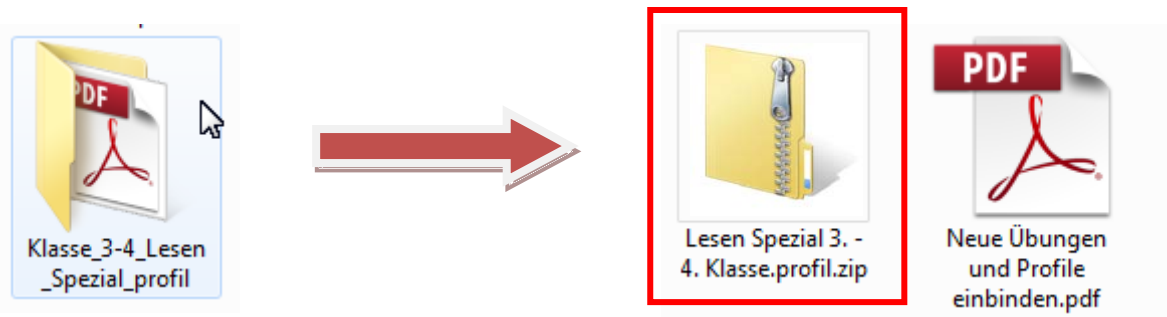 PDF
Klasse_3-4_Lesen
_Spezial_profil
Lesen Spezial 3. -
4. Klasse.profil.zip
PDF
Neue Übungen
und Profile
einbinden.pdf